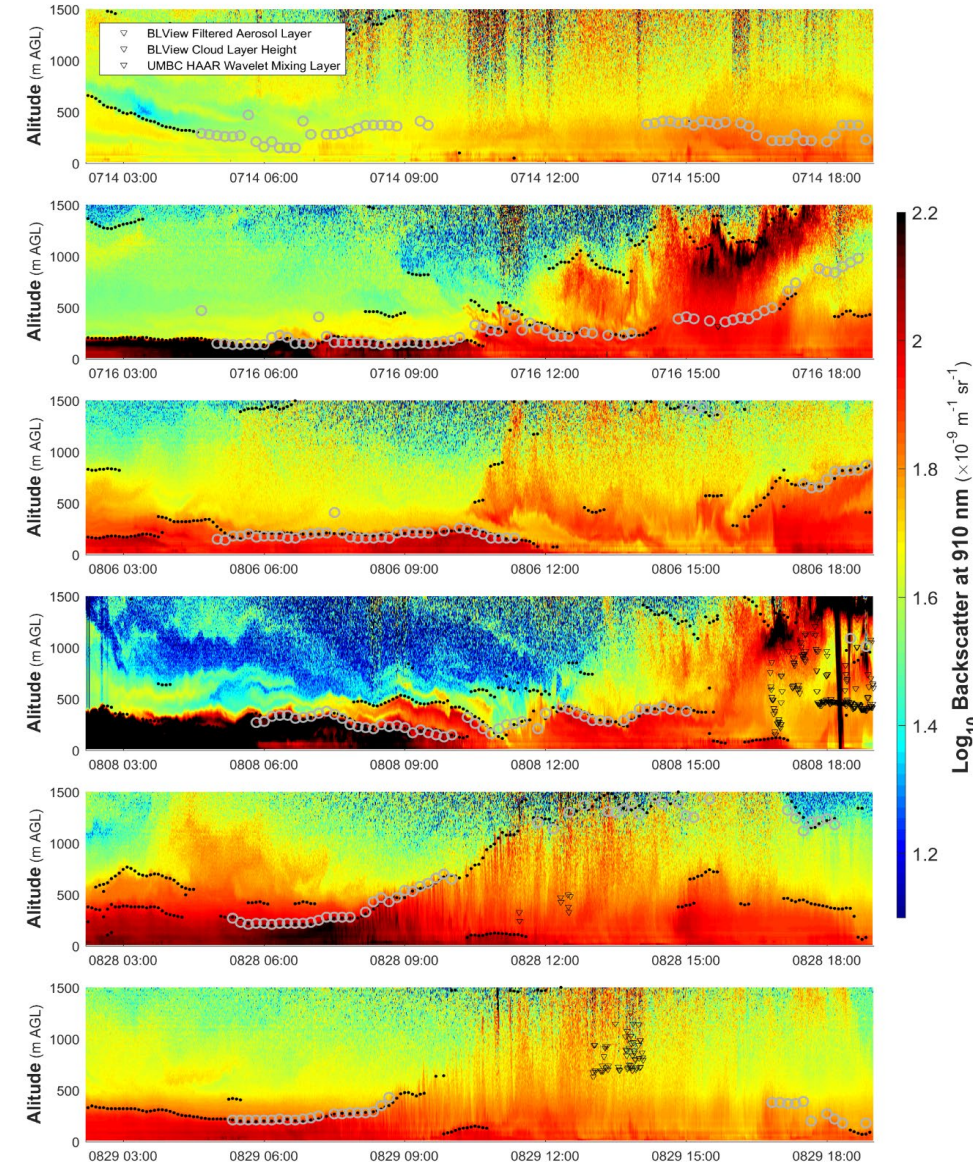 1500
1000
500
0
Alitude (m AGL)
BLView Filtered Aerosol Layer
BLView Cloud Layer Height
UMBC HAAR Wavelet Mixing Layer
0714 03:00 0714 06:00 0714 09:00 0714 12:00 0714 15:00 0714 18:00
1500
1000
500
0
Alitude (m AGL)
0716 03:00 0716 06:00 0716 09:00 0716 12:00 0716 15:00 0716 18:00
1500
1000
500
0
Alitude (m AGL)
0806 03:00 0806 06:00 0806 09:00 0806 12:00 0806 15:00 0806 18:00
1500
1000
500
0
Alitude (m AGL)
0808 03:00 0808 06:00 0808 09:00 0808 12:00 0808 15:00 0808 18:00
1500
1000
500
0
Alitude (m AGL)
0828 03:00 0828 06:00 0828 09:00 0828 12:00 0828 15:00 0828 18:00
1500
1000
500
0
Alitude (m AGL)
0829 03:00 0829 06:00 0829 09:00 0829 12:00 0829 15:00 0829 18:00
2.2
2
1.8
1.6
1.4
1.2
Log₁₀ Backscatter at 910 nm (×10⁻⁹ m⁻¹ sr⁻¹)